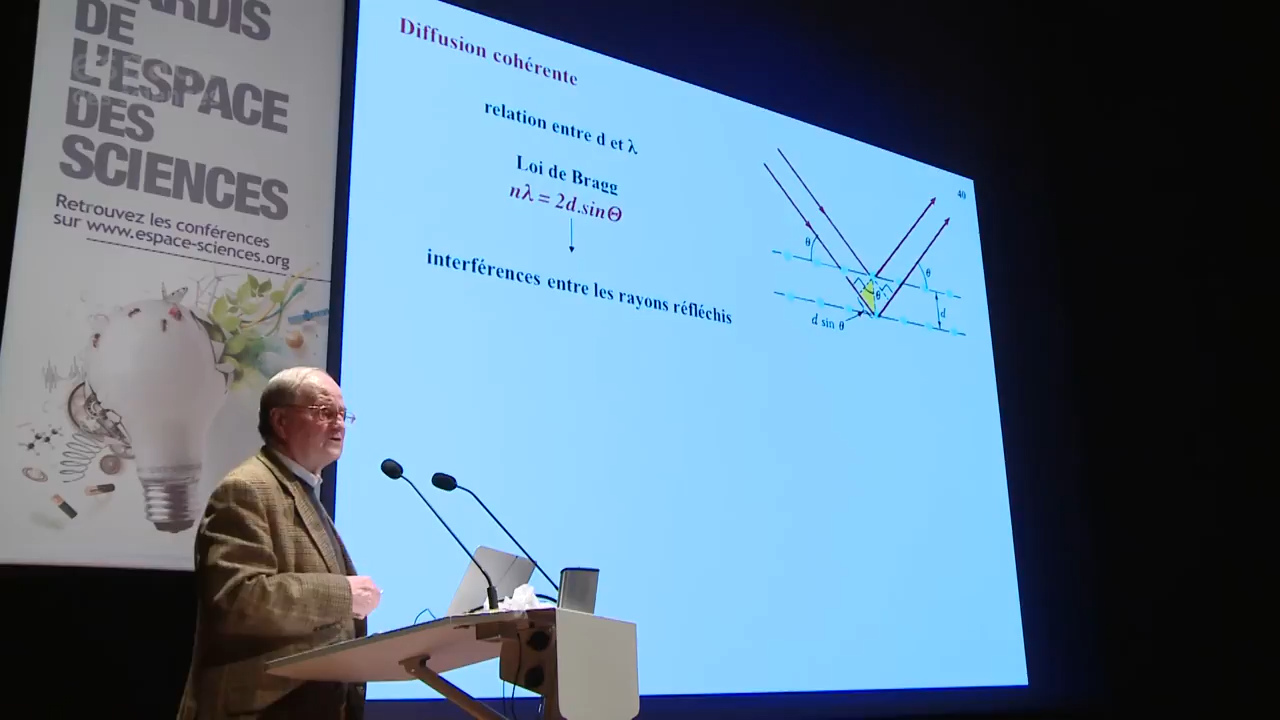 ARDIS
DE
L'ESPACE
DES
SCIENCES
Retrouvez les conférences
sur www.espace-sciences.org
Diffusion cohérente
relation entre d et λ
Loi de Bragg
nλ = 2d.sinΘ
interférences entre les rayons réfléchis
40
θ
θ
θ
d
d sin θ